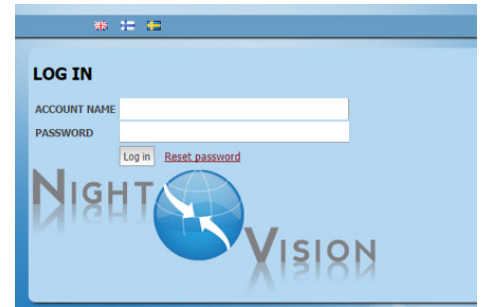 LOG IN
ACCOUNT NAME
PASSWORD
Log in Reset password
NIGHT
VISION